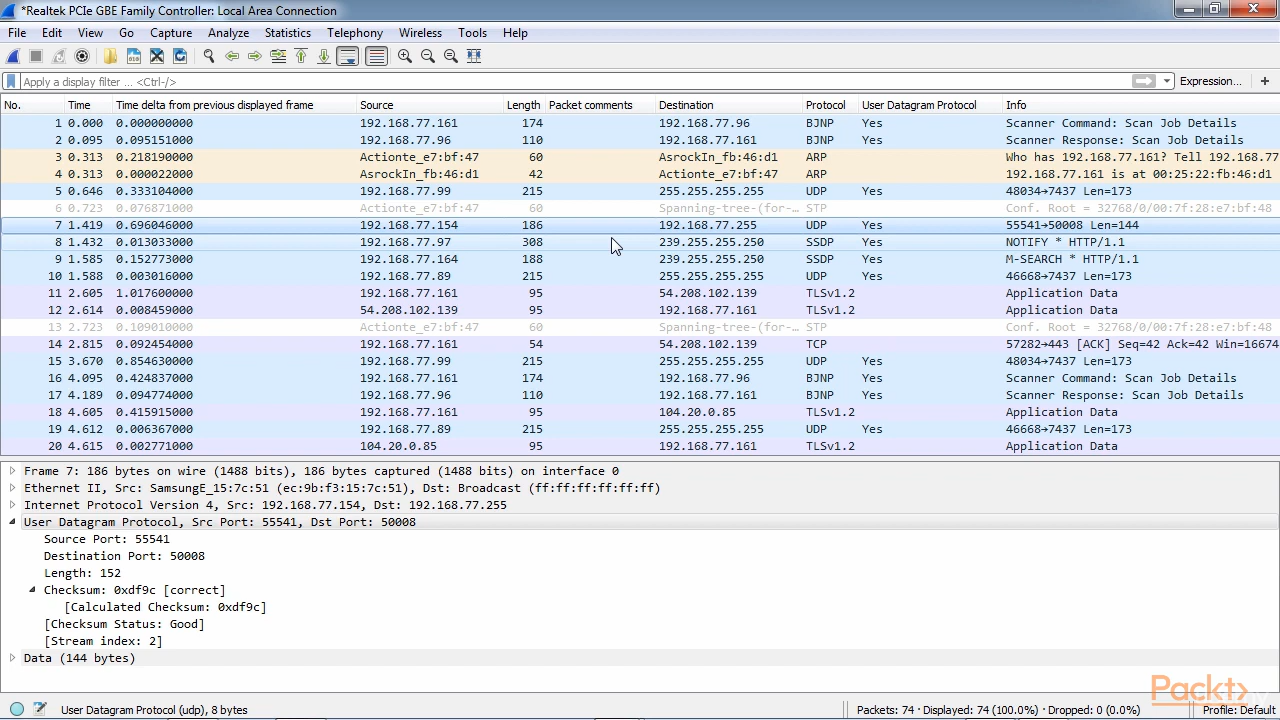 *Realtek PCIe GBE Family Controller: Local Area Connection
File Edit View Go Capture Analyze Statistics Telephony Wireless Tools Help
Apply a display filter ... <Ctrl-/> Expression... +
No. Time Time delta from previous displayed frame Source Length Packet comments Destination Protocol User Datagram Protocol Info
1 0.000 0.000000000 192.168.77.161 174 192.168.77.96 BJNP Yes Scanner Command: Scan Job Details
2 0.095 0.095151000 192.168.77.96 110 192.168.77.161 BJNP Yes Scanner Response: Scan Job Details
3 0.313 0.218190000 Actionte_e7:bf:47 60 AsrockIn_fb:46:d1 ARP Who has 192.168.77.161? Tell 192.168.77
4 0.313 0.000022000 AsrockIn_fb:46:d1 42 Actionte_e7:bf:47 ARP 192.168.77.161 is at 00:25:22:fb:46:d1
5 0.646 0.333104000 192.168.77.99 215 255.255.255.255 UDP Yes 48034→7437 Len=173
6 0.723 0.076871000 Actionte_e7:bf:47 60 Spanning-tree-(for-… STP Conf. Root = 32768/0/00:7f:28:e7:bf:48
7 1.419 0.696046000 192.168.77.154 186 192.168.77.255 UDP Yes 55541→50008 Len=144
8 1.432 0.013033000 192.168.77.97 308 239.255.255.250 SSDP Yes NOTIFY * HTTP/1.1
9 1.585 0.152773000 192.168.77.164 188 239.255.255.250 SSDP Yes M-SEARCH * HTTP/1.1
10 1.588 0.003016000 192.168.77.89 215 255.255.255.255 UDP Yes 46668→7437 Len=173
11 2.605 1.017600000 192.168.77.161 95 54.208.102.139 TLSv1.2 Application Data
12 2.614 0.008459000 54.208.102.139 95 192.168.77.161 TLSv1.2 Application Data
13 2.723 0.109010000 Actionte_e7:bf:47 60 Spanning-tree-(for-… STP Conf. Root = 32768/0/00:7f:28:e7:bf:48
14 2.815 0.092454000 192.168.77.161 54 54.208.102.139 TCP 57282→443 [ACK] Seq=42 Ack=42 Win=16674
15 3.670 0.854630000 192.168.77.99 215 255.255.255.255 UDP Yes 48034→7437 Len=173
16 4.095 0.424837000 192.168.77.161 174 192.168.77.96 BJNP Yes Scanner Command: Scan Job Details
17 4.189 0.094774000 192.168.77.96 110 192.168.77.161 BJNP Yes Scanner Response: Scan Job Details
18 4.605 0.415915000 192.168.77.161 95 104.20.0.85 TLSv1.2 Application Data
19 4.612 0.006367000 192.168.77.89 215 255.255.255.255 UDP Yes 46668→7437 Len=173
20 4.615 0.002771000 104.20.0.85 95 192.168.77.161 TLSv1.2 Application Data
Frame 7: 186 bytes on wire (1488 bits), 186 bytes captured (1488 bits) on interface 0
Ethernet II, Src: SamsungE_15:7c:51 (ec:9b:f3:15:7c:51), Dst: Broadcast (ff:ff:ff:ff:ff:ff)
Internet Protocol Version 4, Src: 192.168.77.154, Dst: 192.168.77.255
User Datagram Protocol, Src Port: 55541, Dst Port: 50008
Source Port: 55541
Destination Port: 50008
Length: 152
Checksum: 0xdf9c [correct]
[Calculated Checksum: 0xdf9c]
[Checksum Status: Good]
[Stream index: 2]
Data (144 bytes)
Packt
User Datagram Protocol (udp), 8 bytes Packets: 74 · Displayed: 74 (100.0%) · Dropped: 0 (0.0%) Profile: Default